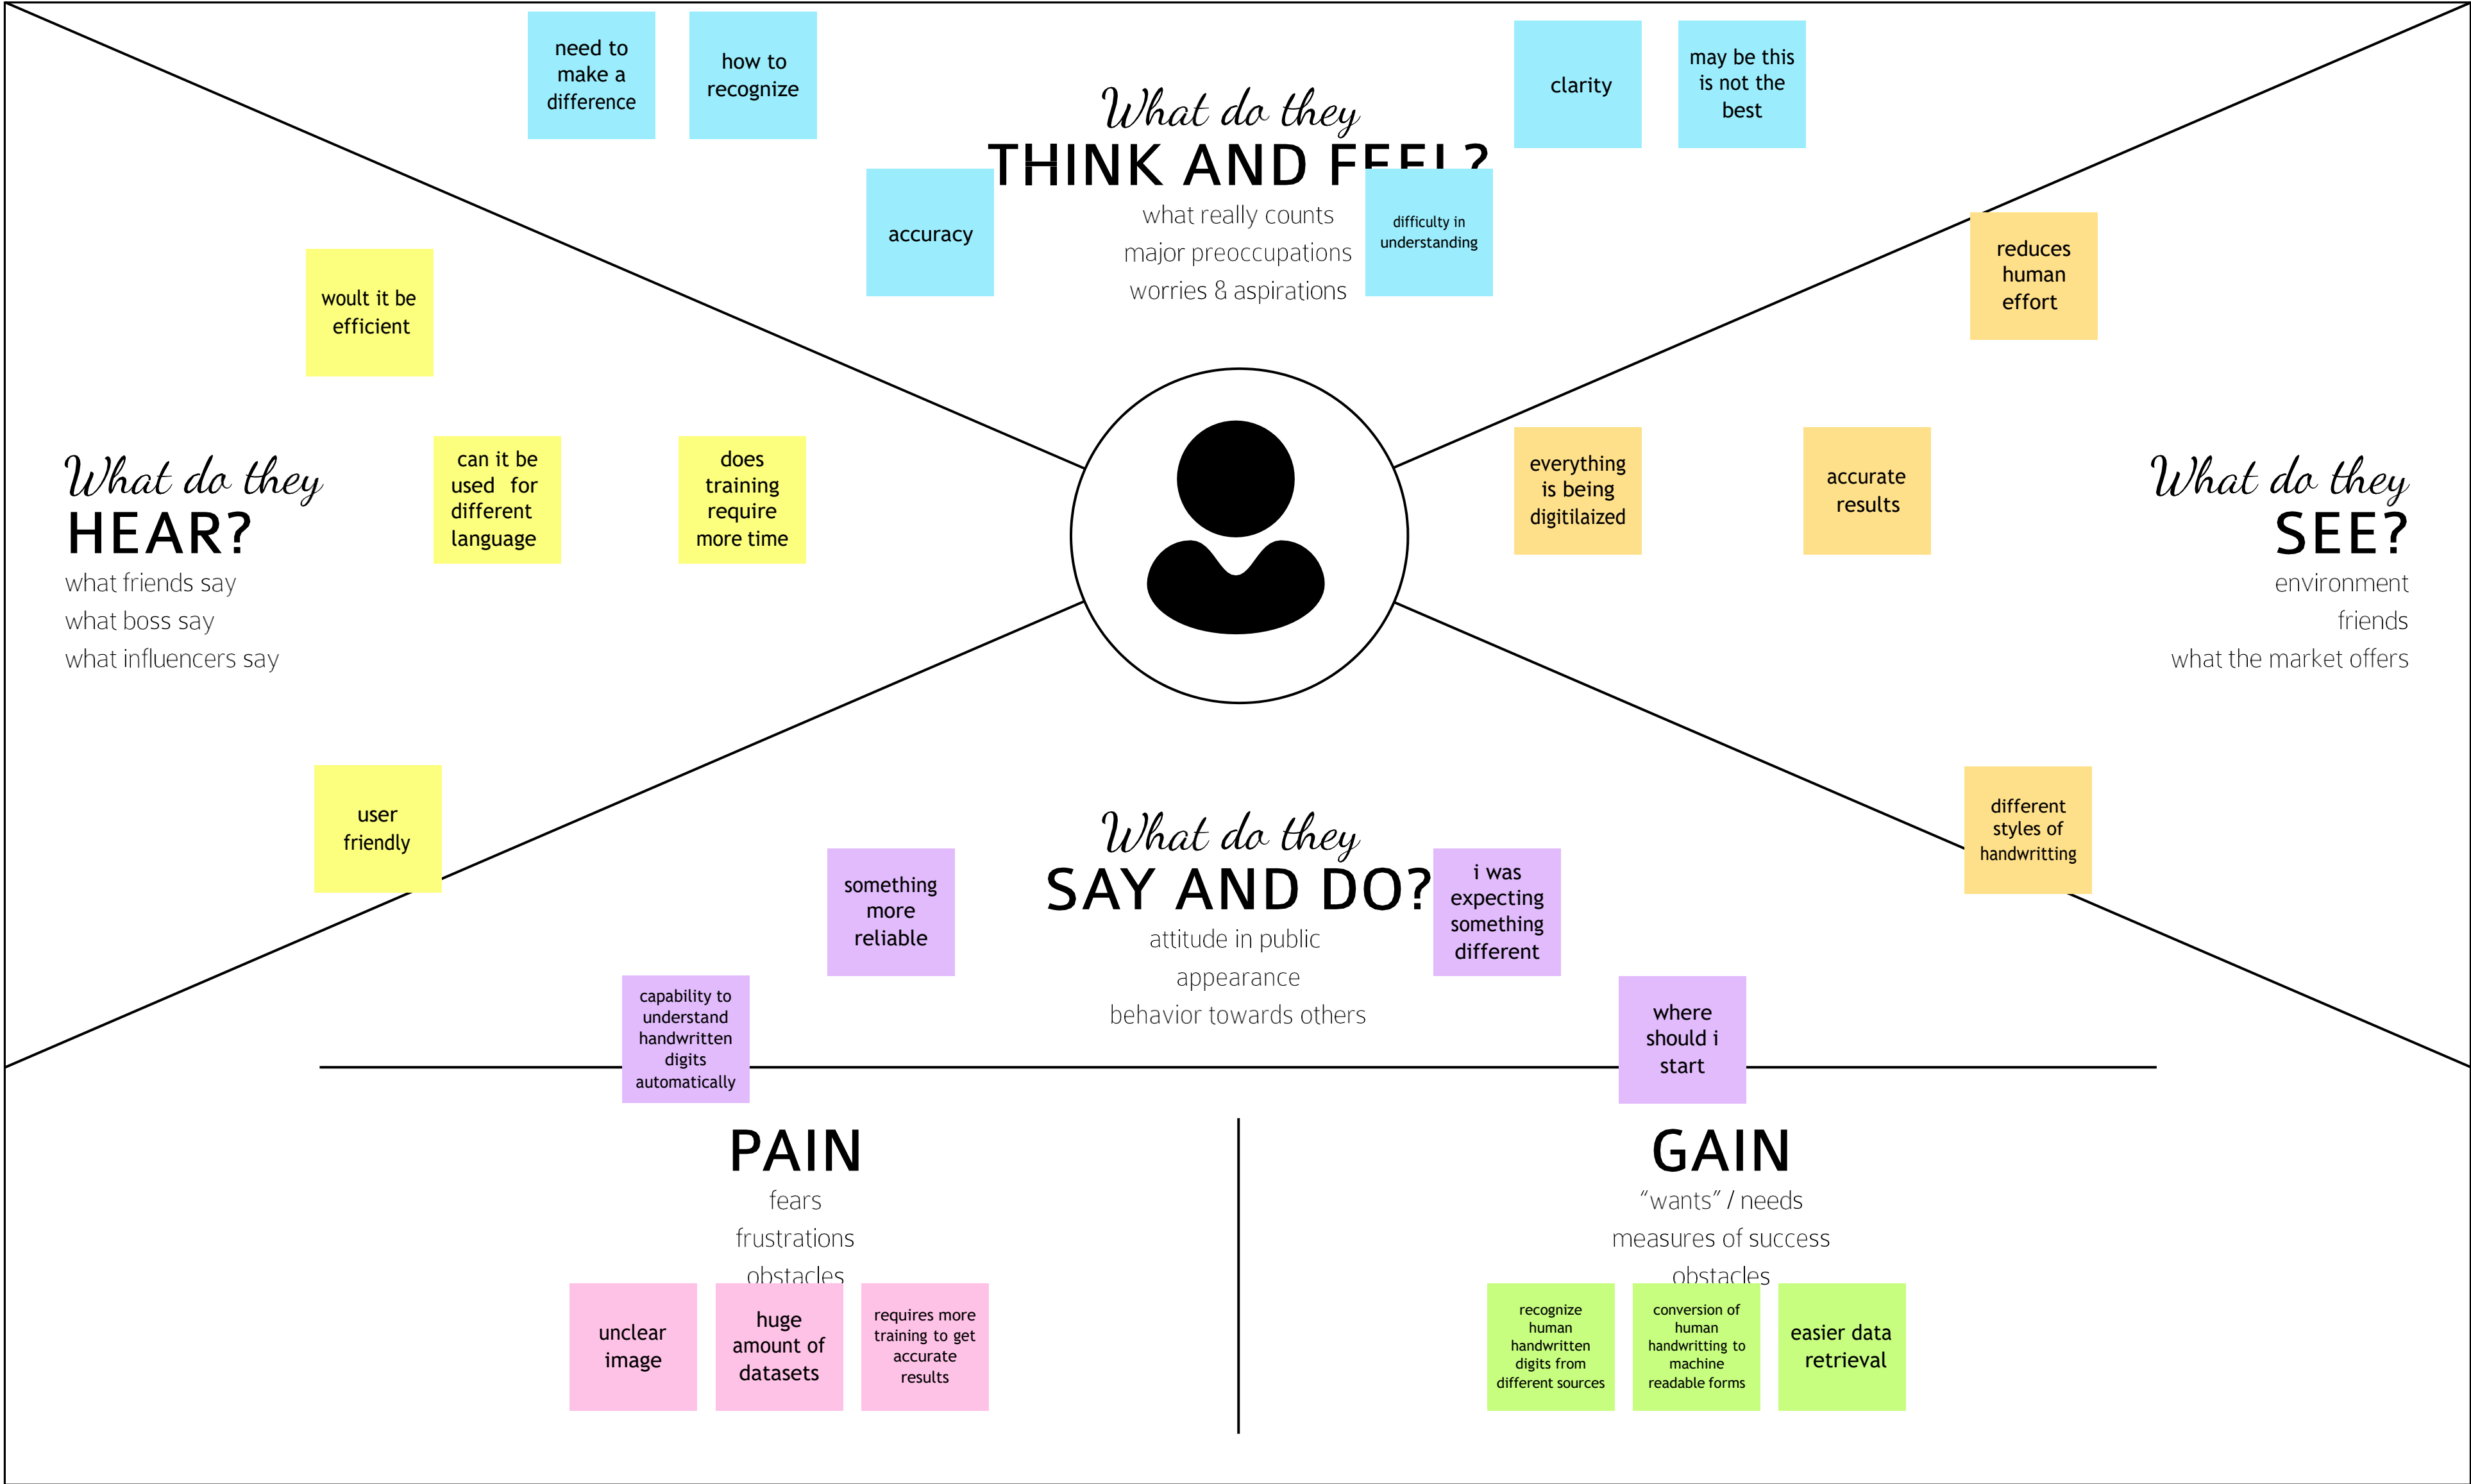 need to
make a
difference
how to
recognize
clarity
may be this
is not the
best
What do they
THINK AND FEEL?
what really counts
major preoccupations
worries & aspirations
accuracy
difficulty in
understanding
woult it be
efficient
can it be
used for
different
language
does
training
require
more time
What do they
HEAR?
what friends say
what boss say
what influencers say
user
friendly
reduces
human
effort
everything
is being
digitilaized
accurate
results
What do they
SEE?
environment
friends
what the market offers
different
styles of
handwritting
What do they
SAY AND DO?
attitude in public
appearance
behavior towards others
something
more
reliable
i was
expecting
something
different
capability to
understand
handwritten
digits
automatically
where
should i
start
PAIN
fears
frustrations
obstacles
unclear
image
huge
amount of
datasets
requires more
training to get
accurate
results
GAIN
“wants” / needs
measures of success
obstacles
recognize
human
handwritten
digits from
different sources
conversion of
human
handwritting to
machine
readable forms
easier data
retrieval